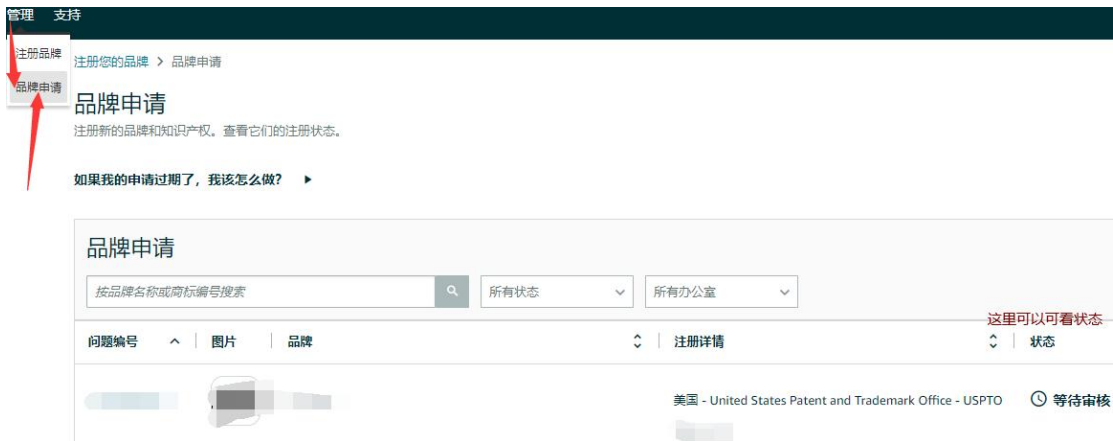 管理 支持
注册品牌
品牌申请
注册您的品牌 > 品牌申请
品牌申请
注册新的品牌和知识产权。查看它们的注册状态。
如果我的申请过期了，我该怎么做？
品牌申请
按品牌名称或商标编号搜索 所有状态 所有办公室
这里可以可看状态
问题编号 图片 品牌 注册详情 状态
美国 - United States Patent and Trademark Office - USPTO 等待审核